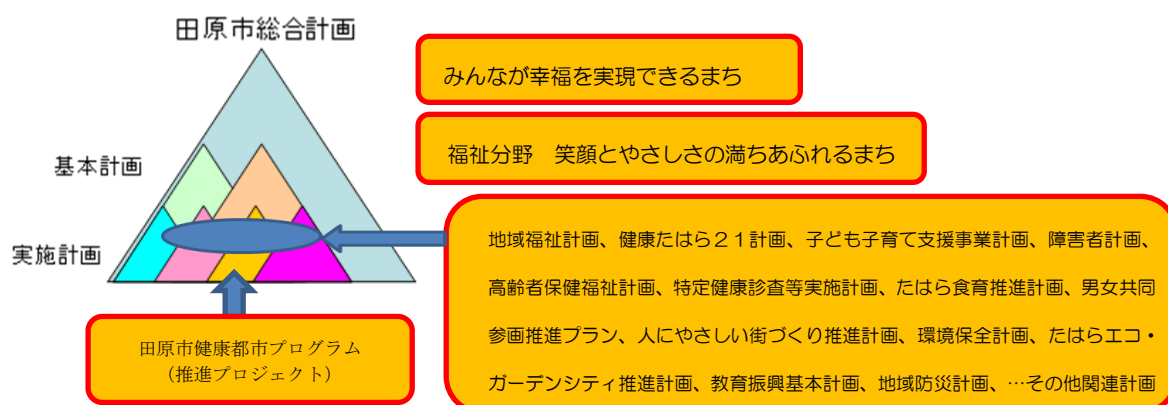 田原市総合計画
みんなが幸福を実現できるまち
福祉分野　笑顔とやさしさの満ちあふれるまち
基本計画
実施計画
地域福祉計画、健康たはら２１計画、子ども子育て支援事業計画、障害者計画、
高齢者保健福祉計画、特定健康診査等実施計画、たはら食育推進計画、男女共同
参画推進プラン、人にやさしい街づくり推進計画、環境保全計画、たはらエコ・
ガーデンシティ推進計画、教育振興基本計画、地域防災計画、…その他関連計画
田原市健康都市プログラム
（推進プロジェクト）